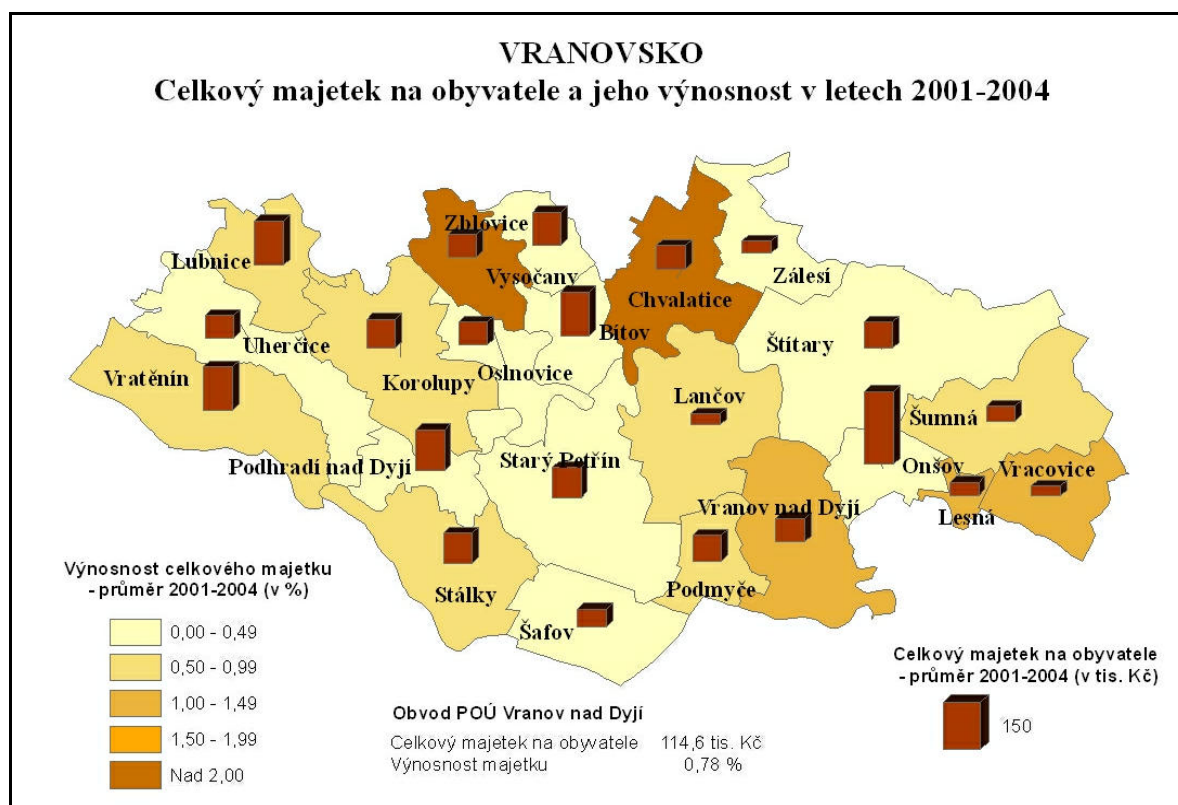 VRANOVSKO
Celkový majetek na obyvatele a jeho výnosnost v letech 2001-2004
Zblovice
Lubnice
Vysočany
Zálesí
Chvalatice
Bítov
Štítary
Uherčice
Oslnovice
Korolupy
Vratěnín
Lančov
Šumná
Starý Petřín
Onšov
Vracovice
Podhradí nad Dyjí
Vranov nad Dyjí
Lesná
Podmyče
Stálky
Šafov
Výnosnost celkového majetku
- průměr 2001-2004 (v %)
0,00 - 0,49
0,50 - 0,99
1,00 - 1,49
1,50 - 1,99
Nad 2,00
Obvod POÚ Vranov nad Dyjí
Celkový majetek na obyvatele 114,6 tis. Kč
Výnosnost majetku 0,78 %
Celkový majetek na obyvatele
- průměr 2001-2004 (v tis. Kč)
150